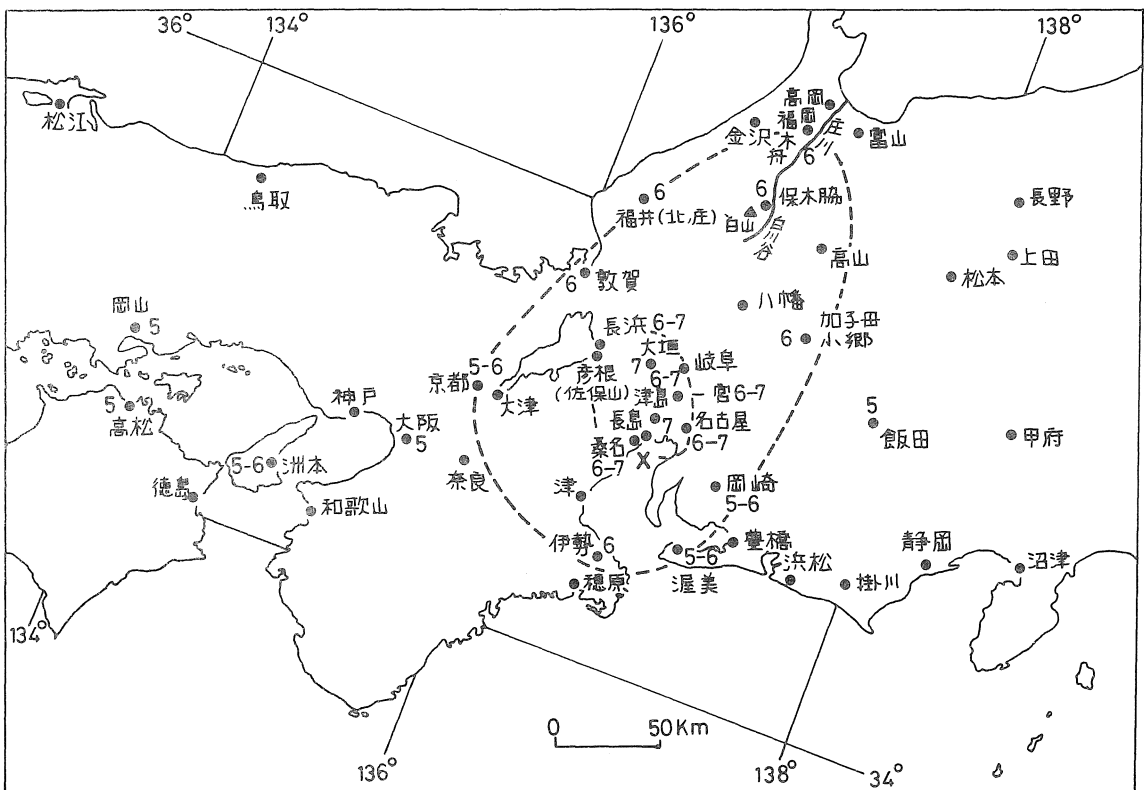 36°
134°
136°
138°
松江
鳥取
高岡
福岡
金沢
木舟
6
庄川
富山
6
福井(北ノ庄)
6
保木脇
白山
白川谷
長野
高山
上田
松本
6
敦賀
八幡
岡山
5
加子母
小郷
6
長浜 6-7
大垣
7
岐阜
彦根
(佐保山)
6-7
京都
5-6
大津
津島
一宮 6-7
5
高松
神戸
大阪
5
長島
7
名古屋
6-7
桑名
6-7
X
5
飯田
甲府
5-6
洲本
奈良
徳島
和歌山
津
岡崎
5-6
伊勢
6
5-6
渥美
豊橋
浜松
静岡
掛川
沼津
穂原
134°
136°
0
50Km
138°
34°